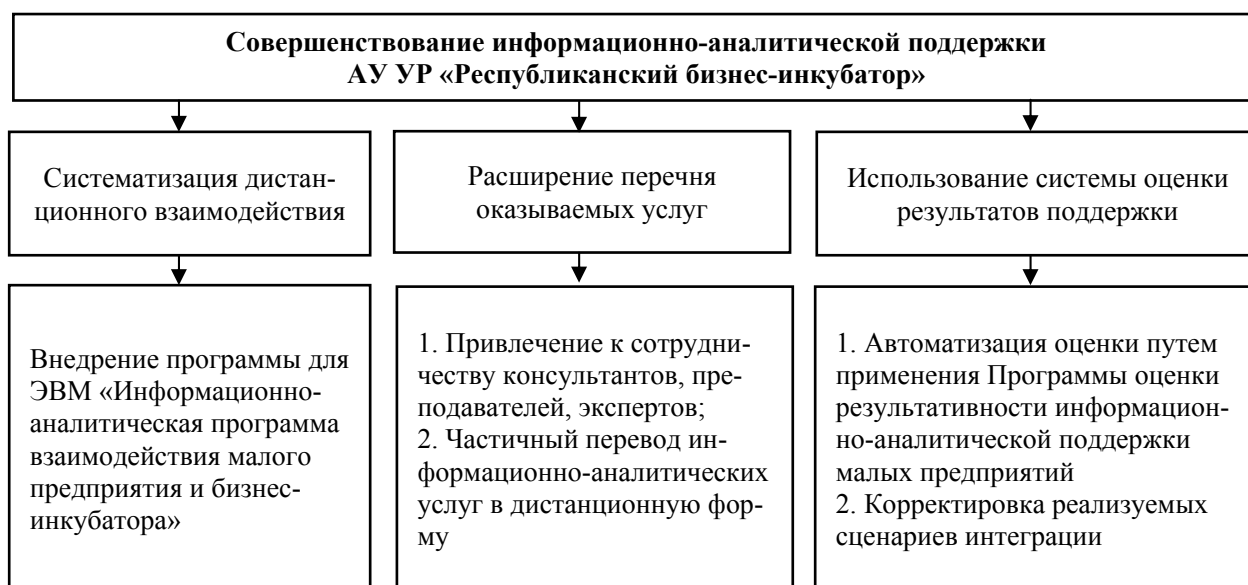 Совершенствование информационно-аналитической поддержки
АУ УР «Республиканский бизнес-инкубатор»
Систематизация дистан-
ционного взаимодействия
Расширение перечня
оказываемых услуг
Использование системы оценки
результатов поддержки
Внедрение программы для
ЭВМ «Информационно-
аналитическая программа
взаимодействия малого
предприятия и бизнес-
инкубатора»
1. Привлечение к сотрудни-
честву консультантов, пре-
подавателей, экспертов;
2. Частичный перевод ин-
формационно-аналитических
услуг в дистанционную фор-
му
1. Автоматизация оценки путем
применения Программы оценки
результативности информацион-
но-аналитической поддержки
малых предприятий
2. Корректировка реализуемых
сценариев интеграции